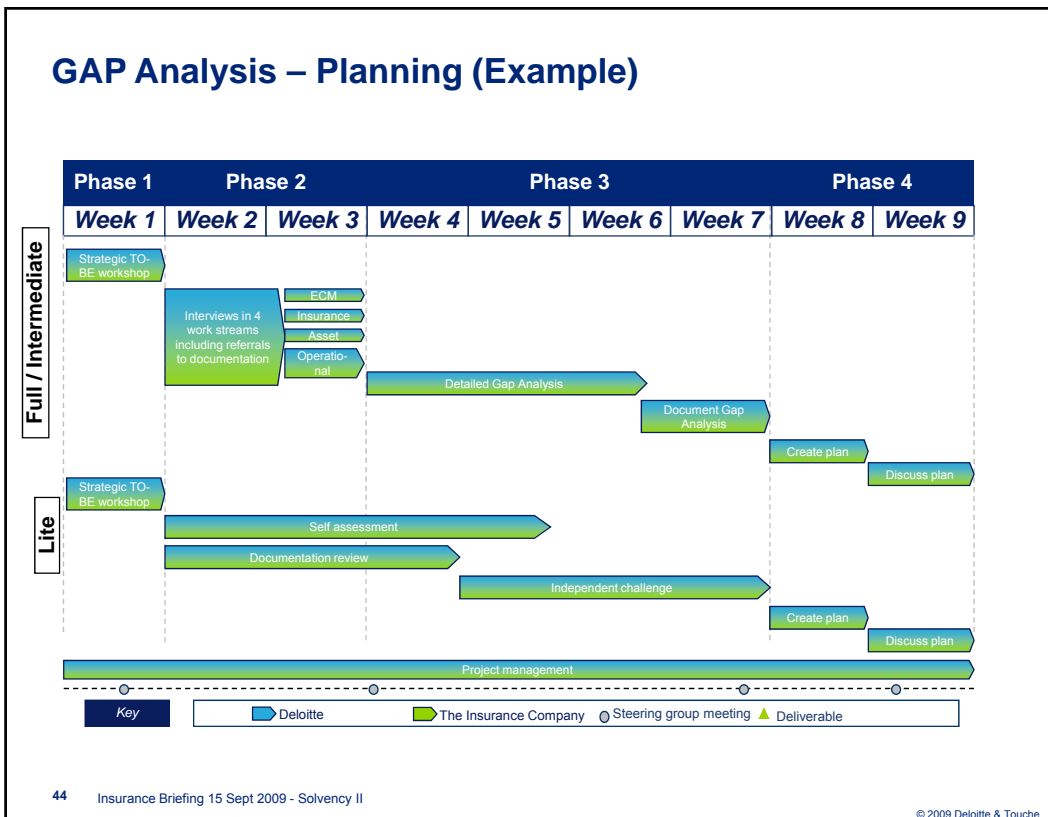 GAP Analysis – Planning (Example)
Phase 1 Phase 2 Phase 3 Phase 4
Week 1 Week 2 Week 3 Week 4 Week 5 Week 6 Week 7 Week 8 Week 9
Full / Intermediate
Strategic TO-
BE workshop
Interviews in 4
work streams
including referrals
to documentation
ECM
Insurance
Asset
Operatio-
nal
Detailed Gap Analysis
Document Gap
Analysis
Create plan
Discuss plan
Lite
Strategic TO-
BE workshop
Self assessment
Documentation review
Independent challenge
Create plan
Discuss plan
Project management
Key
Deloitte The Insurance Company Steering group meeting Deliverable
44 Insurance Briefing 15 Sept 2009 - Solvency II
© 2009 Deloitte & Touche